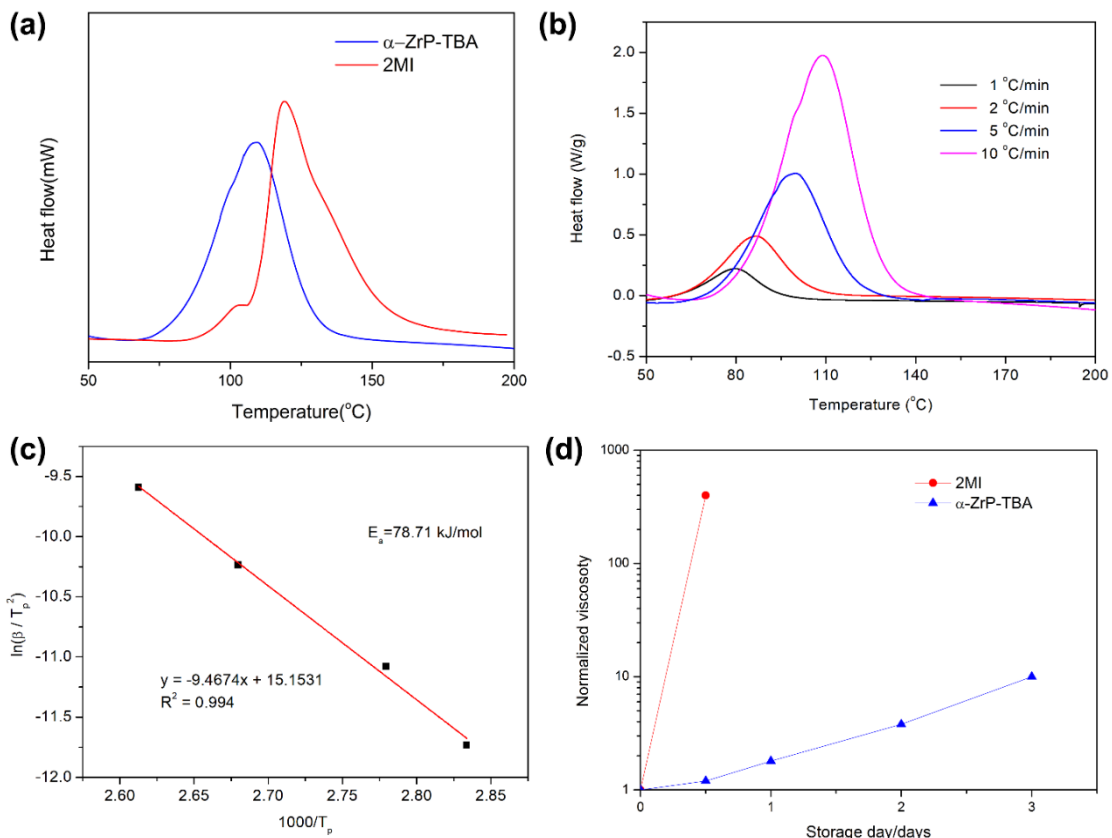 (a)
α–ZrP-TBA
2MI
Heat flow(mW)
50
100
150
200
Temperature(°C)
(b)
2.0
1.5
1.0
0.5
0.0
-0.5
Heat flow (W/g)
1 °C/min
2 °C/min
5 °C/min
10 °C/min
50
80
110
140
170
200
Temperature (°C)
(c)
-9.5
-10.0
-10.5
-11.0
-11.5
-12.0
ln(β / Tp²)
Ea=78.71 kJ/mol
y = -9.4674x + 15.1531
R² = 0.994
2.60
2.65
2.70
2.75
2.80
2.85
1000/Tp
(d)
1000
100
10
1
Normalized viscosoty
2MI
α-ZrP-TBA
0
1
2
3
Storage day/days